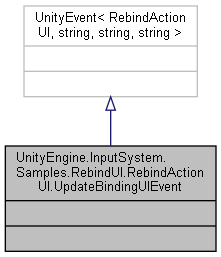 UnityEvent< RebindAction
UI, string, string, string >
UnityEngine.InputSystem.
Samples.RebindUI.RebindAction
UI.UpdateBindingUIEvent